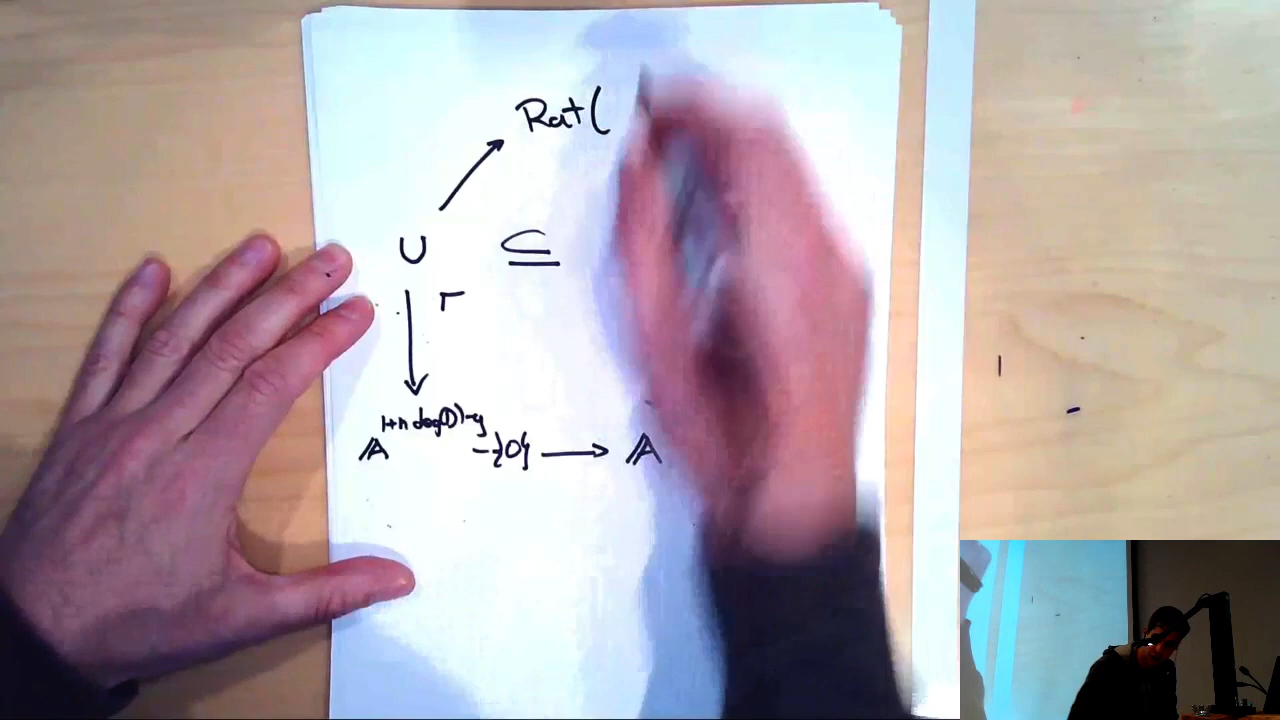 Rat(
U ⊆
Γ
𝔸^{1+n deg(D)-g} -{0} ⟶ 𝔸